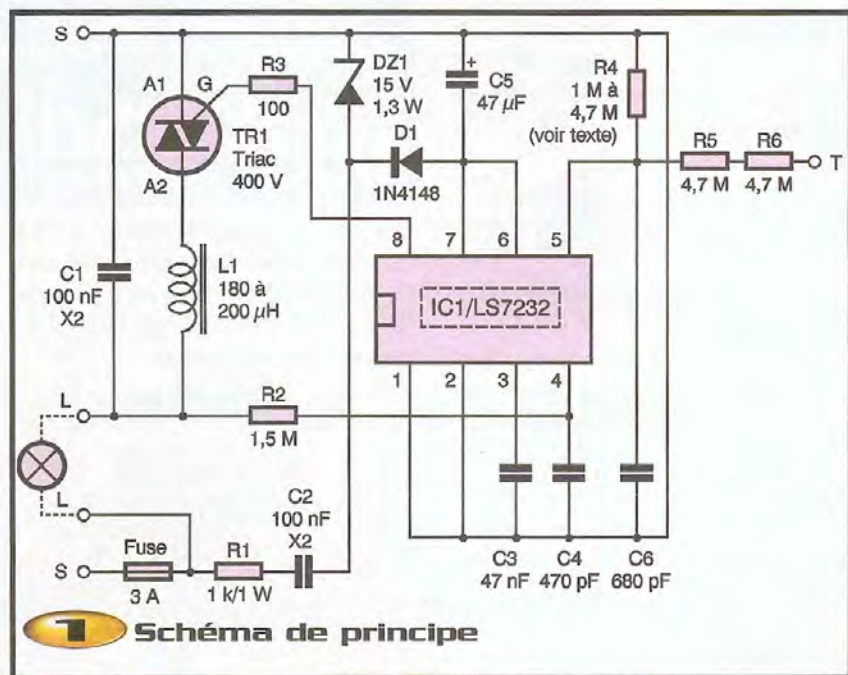 S
A1
G
R3
100
TR1
Triac
400 V
A2
DZ1
15 V
1,3 W
D1
1N4148
+
C5
47 µF
R4
1 M à
4,7 M
(voir texte)
R5
4,7 M
R6
4,7 M
T
C1
100 nF
X2
L1
180 à
200 µH
8
7
6
5
IC1/LS7232
1
2
3
4
L
R2
1,5 M
L
C2
100 nF
X2
S
Fuse
3 A
R1
1 k/1 W
C3
47 nF
C4
470 pF
C6
680 pF
1 Schéma de principe